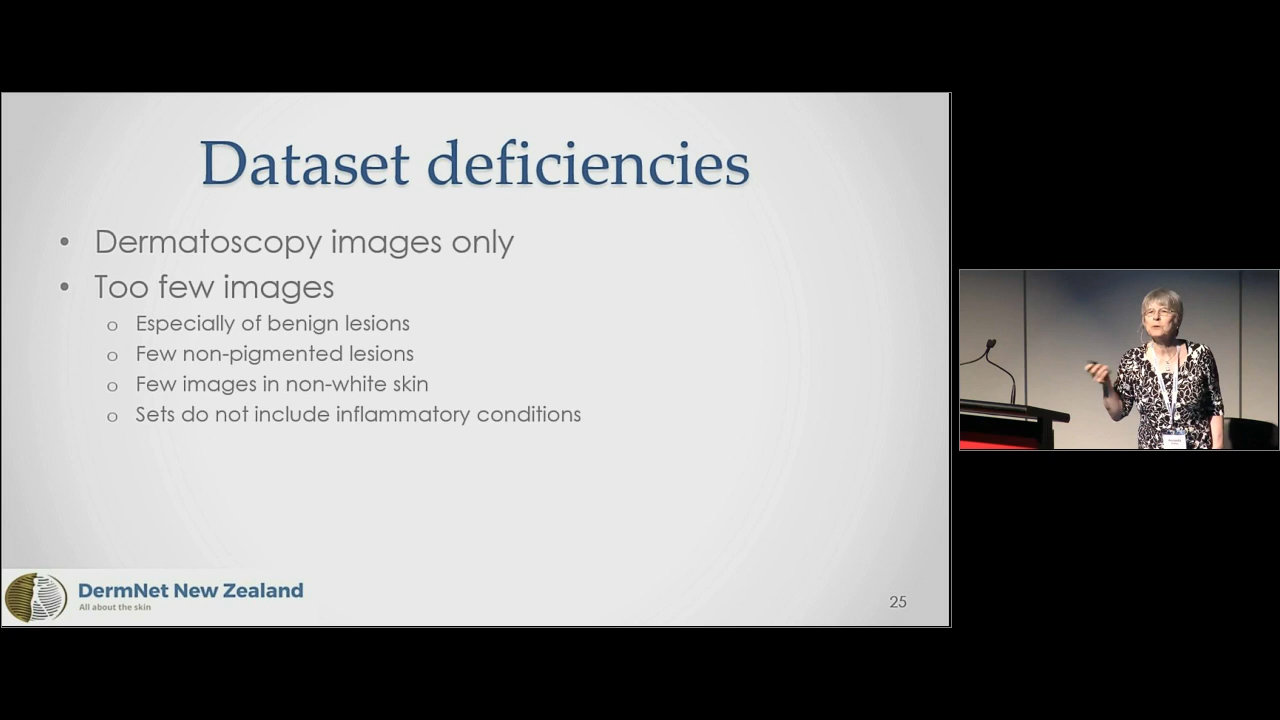 Dataset deficiencies
• Dermatoscopy images only
• Too few images
o Especially of benign lesions
o Few non-pigmented lesions
o Few images in non-white skin
o Sets do not include inflammatory conditions
DermNet New Zealand
All about the skin
25